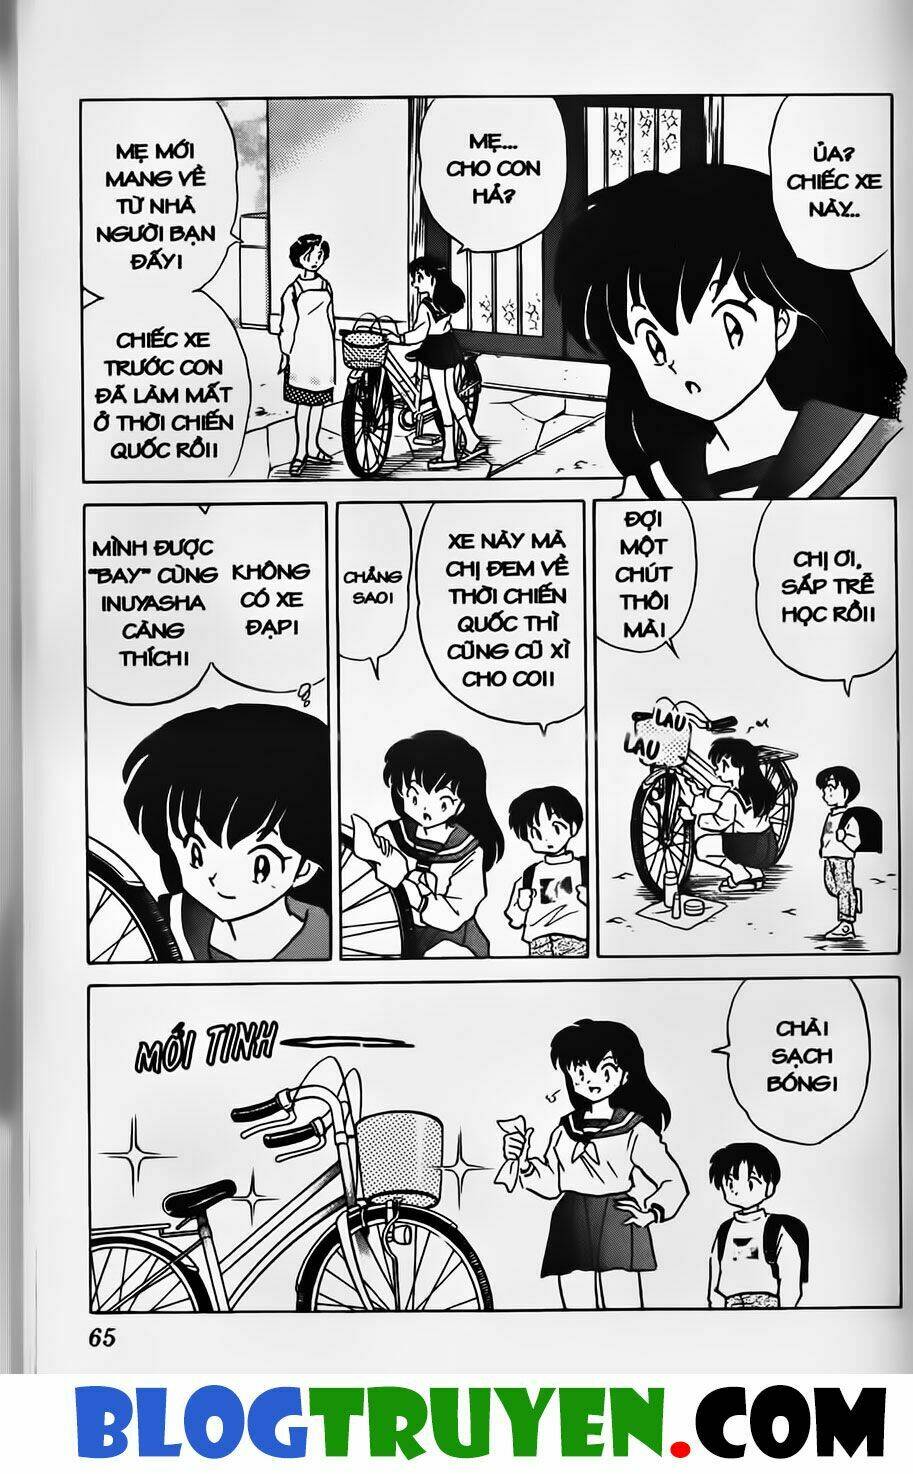 ỦA?
CHIẾC XE
NÀY..
MẸ...
CHO CON
HẢ?
MẸ MỚI
MANG VỀ
TỪ NHÀ
NGƯỜI BẠN
ĐẤY!
CHIẾC XE
TRƯỚC CON
ĐÃ LÀM MẤT
Ở THỜI CHIẾN
QUỐC RỒI!
CHỊ ƠI,
SẮP TRỄ
HỌC RỒI!
ĐỢI
MỘT
CHÚT
THÔI
MÀ!
LAU
LAU
XE NÀY MÀ
CHỊ ĐEM VỀ
THỜI CHIẾN
QUỐC THÌ
CŨNG CŨ XÌ
CHO COI!
CHẲNG
SAO!
KHÔNG
CÓ XE
ĐẠP!
MÌNH ĐƯỢC
"BAY" CÙNG
INUYASHA
CÀNG
THÍCH!
CHÀ!
SẠCH
BÓNG!
MỚI TINH
65
BLOGTRUYEN.COM